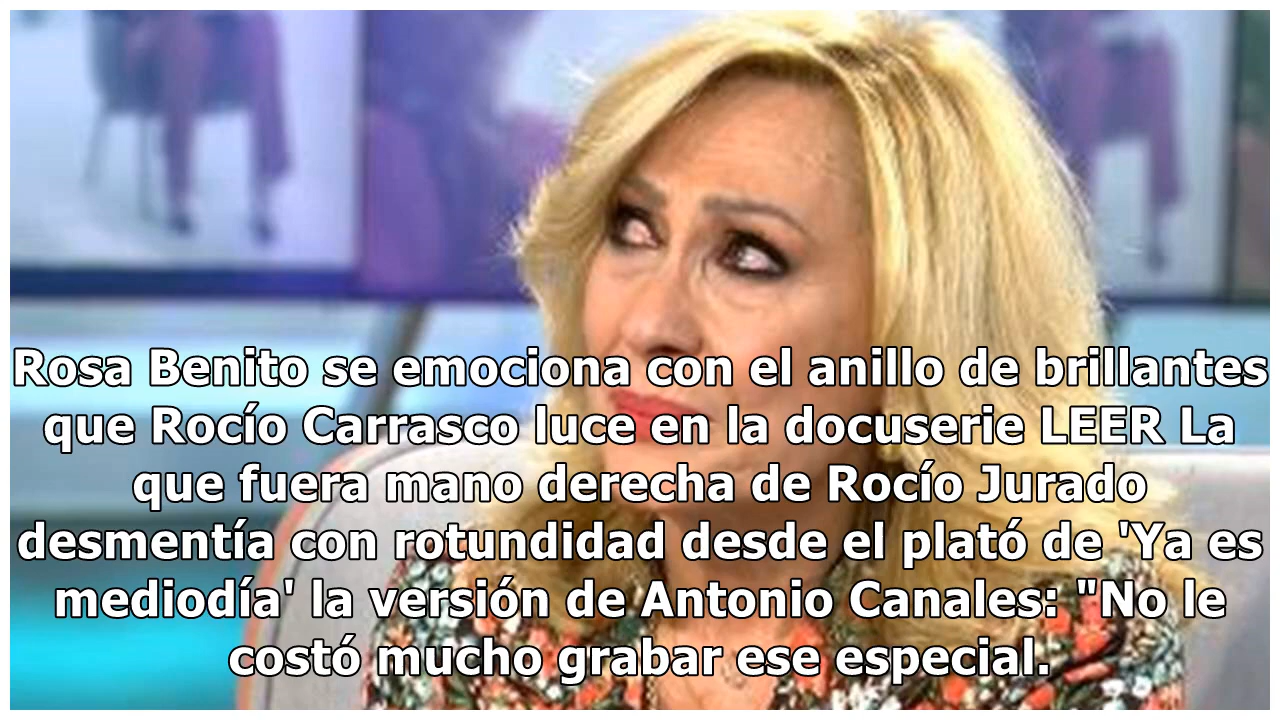 Rosa Benito se emociona con el anillo de brillantes
que Rocío Carrasco luce en la docuserie LEER La
que fuera mano derecha de Rocío Jurado
desmentía con rotundidad desde el plató de 'Ya es
mediodía' la versión de Antonio Canales: "No le
costó mucho grabar ese especial.